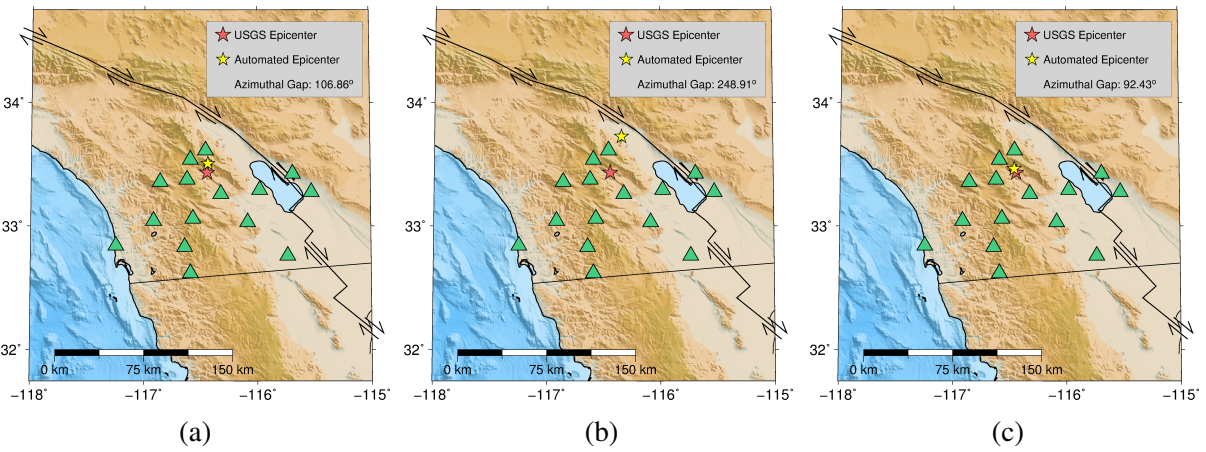 USGS Epicenter
Automated Epicenter
Azimuthal Gap: 106.86°
34°
33°
32°
0 km 75 km 150 km
−118° −117° −116° −115°
(a)
USGS Epicenter
Automated Epicenter
Azimuthal Gap: 248.91°
34°
33°
32°
0 km 75 km 150 km
−118° −117° −116° −115°
(b)
USGS Epicenter
Automated Epicenter
Azimuthal Gap: 92.43°
34°
33°
32°
0 km 75 km 150 km
−118° −117° −116° −115°
(c)